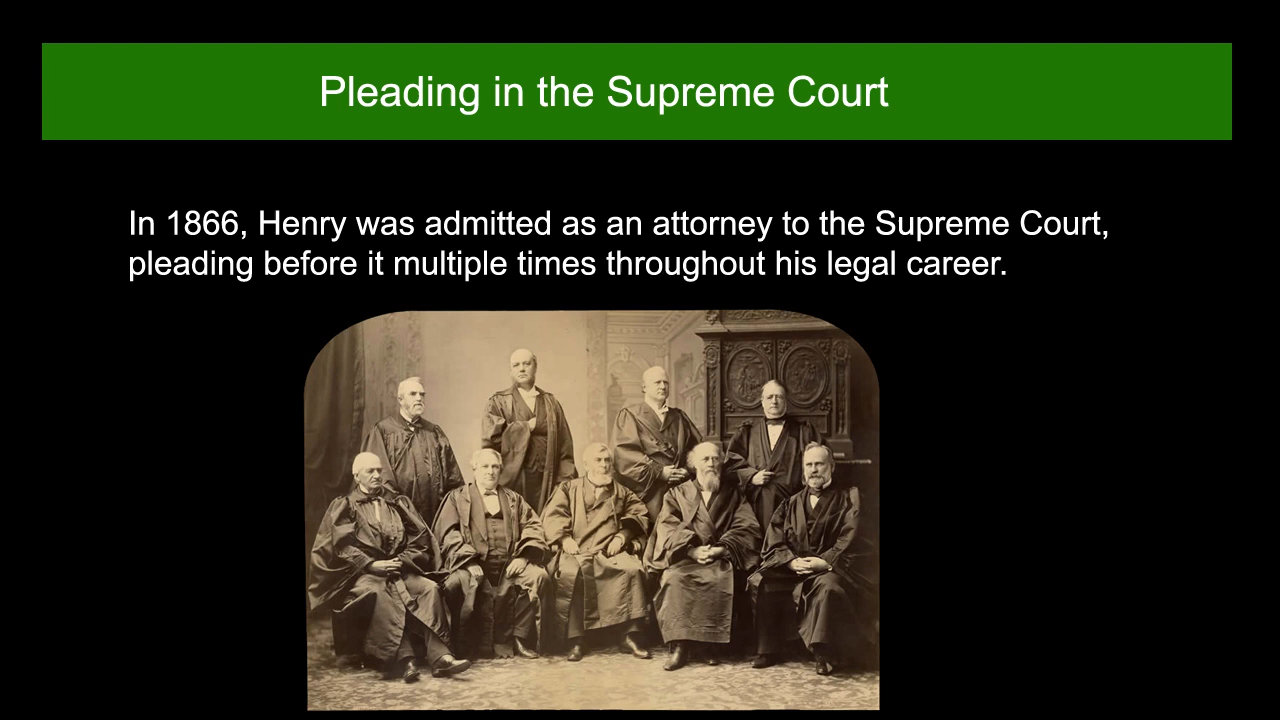 Pleading in the Supreme Court
In 1866, Henry was admitted as an attorney to the Supreme Court,
pleading before it multiple times throughout his legal career.